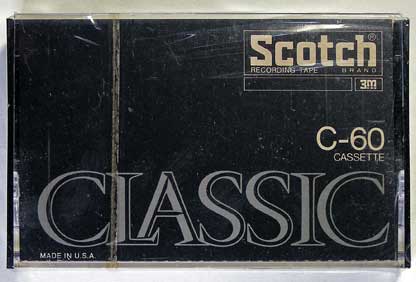 Scotch®
RECORDING TAPE BRAND
3M
C-60
CASSETTE
CLASSIC
MADE IN U.S.A.